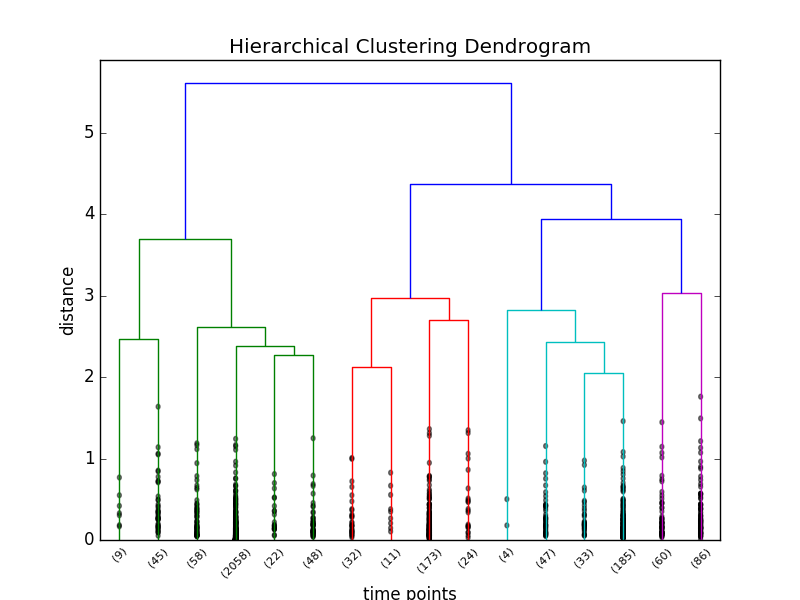 Hierarchical Clustering Dendrogram
distance
5
4
3
2
1
0
(9) (45) (58) (2058) (22) (48) (32) (11) (173) (24) (4) (47) (33) (185) (60) (86)
time points